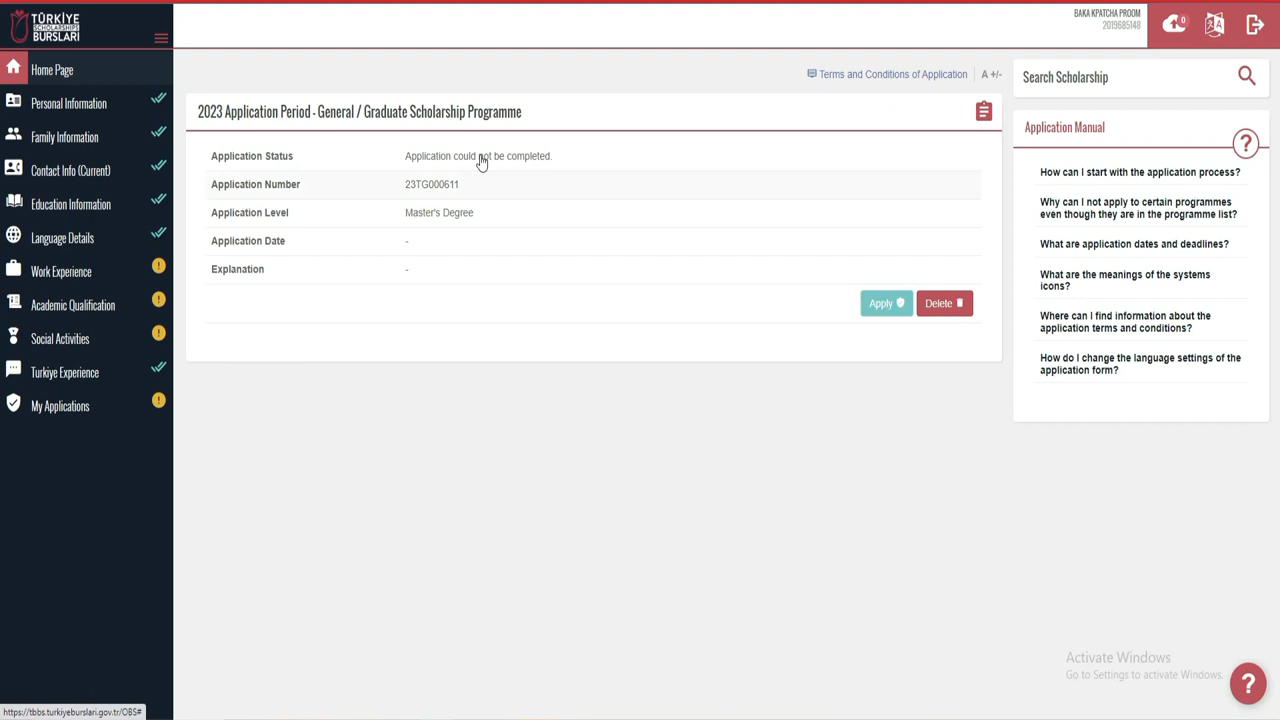 TÜRKİYE
SCHOLARSHIPS
BURSLARI
BAKA KPATCHA PROOM
2019685148
0
Home Page
Personal Information
Family Information
Contact Info (Current)
Education Information
Language Details
Work Experience
Academic Qualification
Social Activities
Turkiye Experience
My Applications
Terms and Conditions of Application
A +/-
2023 Application Period - General / Graduate Scholarship Programme
Application Status Application could not be completed.
Application Number 23TG000611
Application Level Master's Degree
Application Date -
Explanation -
Apply Delete
Search Scholarship
Application Manual
?
How can I start with the application process?
Why can I not apply to certain programmes
even though they are in the programme list?
What are application dates and deadlines?
What are the meanings of the systems
icons?
Where can I find information about the
application terms and conditions?
How do I change the language settings of the
application form?
Activate Windows
Go to Settings to activate Windows.
?
https://tbbs.turkiyeburslari.gov.tr/OBS#